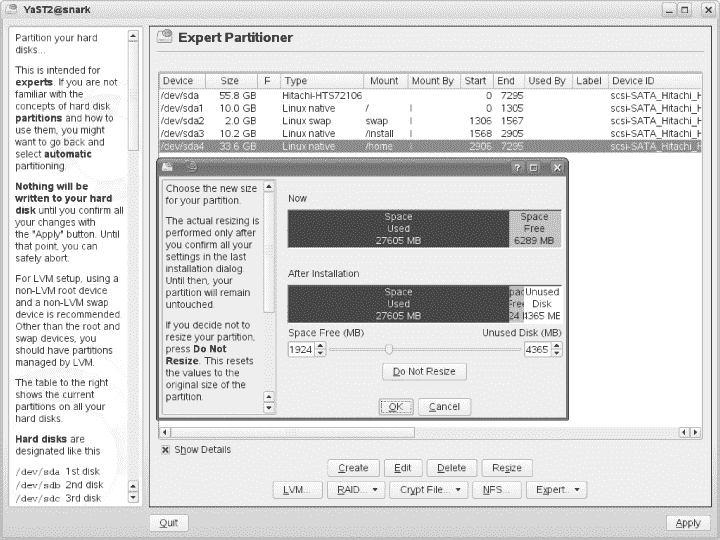 YaST2@snark
Partition your hard
disks...
This is intended for
experts. If you are not
familiar with the
concepts of hard disk
partitions and how to
use them, you might
want to go back and
select automatic
partitioning.
Nothing will be
written to your hard
disk until you confirm all
your changes with
the "Apply" button. Until
that point, you can
safely abort.
For LVM setup, using a
non-LVM root device
and a non-LVM swap
device is recommended.
Other than the root and
swap devices, you
should have partitions
managed by LVM.
The table to the right
shows the current
partitions on all your
hard disks.
Hard disks are
designated like this
/dev/sda 1st disk
/dev/sdb 2nd disk
/dev/sdc 3rd disk
Expert Partitioner
Device Size F Type Mount Mount By Start End Used By Label Device ID
/dev/sda 55.8 GB Hitachi-HTS72106 0 7295 scsi-SATA_Hitachi_H
/dev/sda1 10.0 GB Linux native / I 0 1305 scsi-SATA_Hitachi_H
/dev/sda2 2.0 GB Linux swap swap I 1306 1567 scsi-SATA_Hitachi_H
/dev/sda3 10.2 GB Linux native /install I 1568 2905 scsi-SATA_Hitachi_H
/dev/sda4 33.6 GB Linux native /home I 2906 7295 scsi-SATA_Hitachi_H
Choose the new size
for your partition.
The actual resizing is
performed only after
you confirm all your
settings in the last
installation dialog.
Until then, your
partition will remain
untouched.
If you decide not to
resize your partition,
press Do Not
Resize. This resets
the values to the
original size of the
partition.
Now
Space Used 27605 MB
Space Free 6289 MB
After Installation
Space Used 27605 MB
Unused Disk 4365 ME
Space Free (MB) Unused Disk (MB)
1924 4365
Do Not Resize
OK Cancel
Show Details
Create Edit Delete Resize
LVM... RAID... Crypt File... NFS... Expert..
Quit Apply